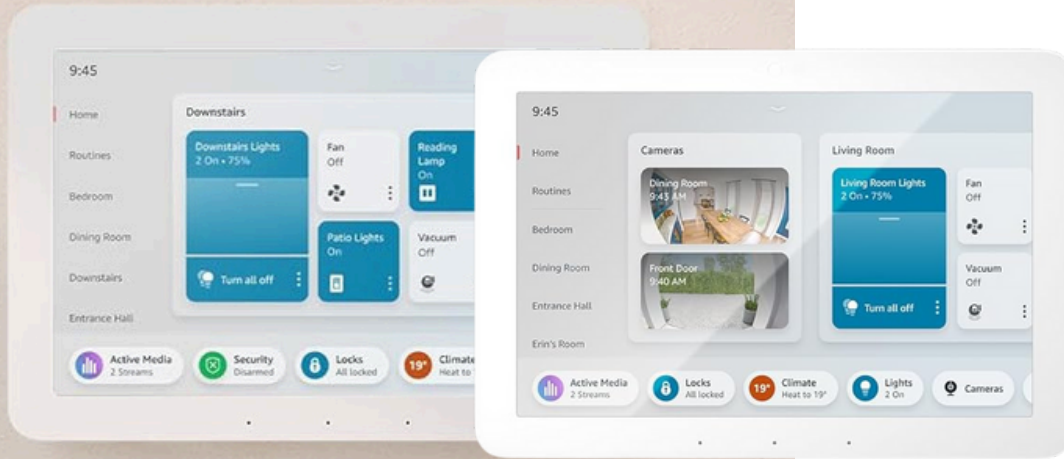 9:45
Home
Routines
Bedroom
Dining Room
Downstairs
Entrance Hall
Downstairs
Downstairs Lights
2 On • 75%
Turn all off
Fan
Off
Patio Lights
On
Reading
Lamp
On
Vacuum
Off
Active Media
2 Streams
Security
Disarmed
Locks
All locked
19°
Climate
Heat to
9:45
Home
Routines
Bedroom
Dining Room
Entrance Hall
Erin's Room
Cameras
Dining Room
9:43 AM
Front Door
9:40 AM
Living Room
Living Room Lights
2 On • 75%
Turn all off
Fan
Off
Vacuum
Off
Active Media
2 Streams
Locks
All locked
19°
Climate
Heat to 19°
Lights
2 On
Cameras